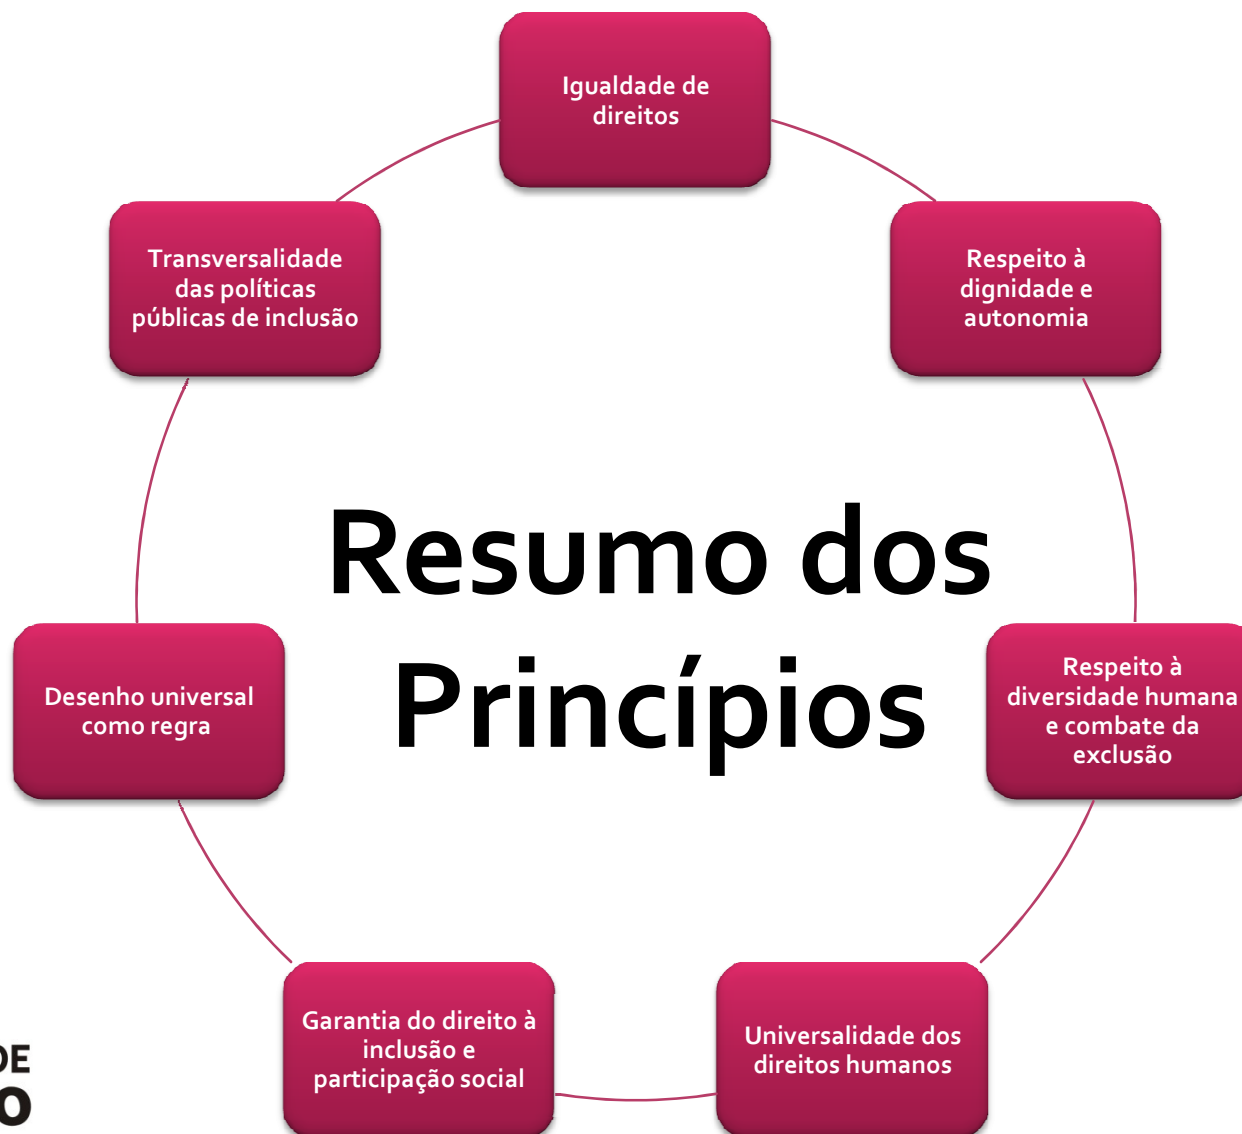 Igualdade de
direitos
Respeito à
dignidade e
autonomia
Respeito à
diversidade humana
e combate da
exclusão
Universalidade dos
direitos humanos
Garantia do direito à
inclusão e
participação social
Desenho universal
como regra
Transversalidade
das políticas
públicas de inclusão
Resumo dos
Princípios
DE
O